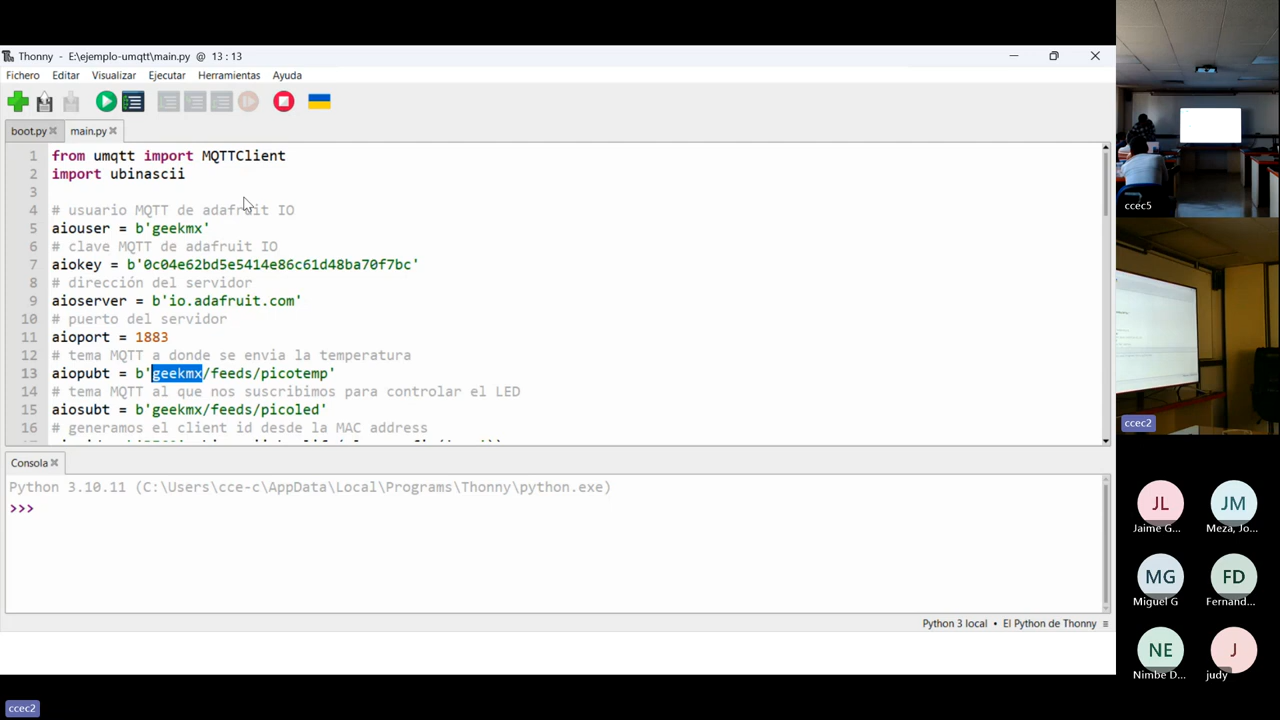 Thonny - E:\ejemplo-umqtt\main.py @ 13 : 13
Fichero Editar Visualizar Ejecutar Herramientas Ayuda
boot.py main.py
1 from umqtt import MQTTClient
2 import ubinascii
3
4 # usuario MQTT de adafruit IO
5 aiouser = b'geekmx'
6 # clave MQTT de adafruit IO
7 aiokey = b'0c04e62bd5e5414e86c61d48ba70f7bc'
8 # dirección del servidor
9 aioserver = b'io.adafruit.com'
10 # puerto del servidor
11 aioport = 1883
12 # tema MQTT a donde se envia la temperatura
13 aiopubt = b'geekmx/feeds/picotemp'
14 # tema MQTT al que nos suscribimos para controlar el LED
15 aiosubt = b'geekmx/feeds/picoled'
16 # generamos el client id desde la MAC address
Consola
Python 3.10.11 (C:\Users\cce-c\AppData\Local\Programs\Thonny\python.exe)
>>>
Python 3 local • El Python de Thonny ≡
ccec5
ccec2
JL
Jaime G...
JM
Meza, Jo...
MG
Miguel G
FD
Fernand...
NE
Nimbe D...
J
judy
ccec2